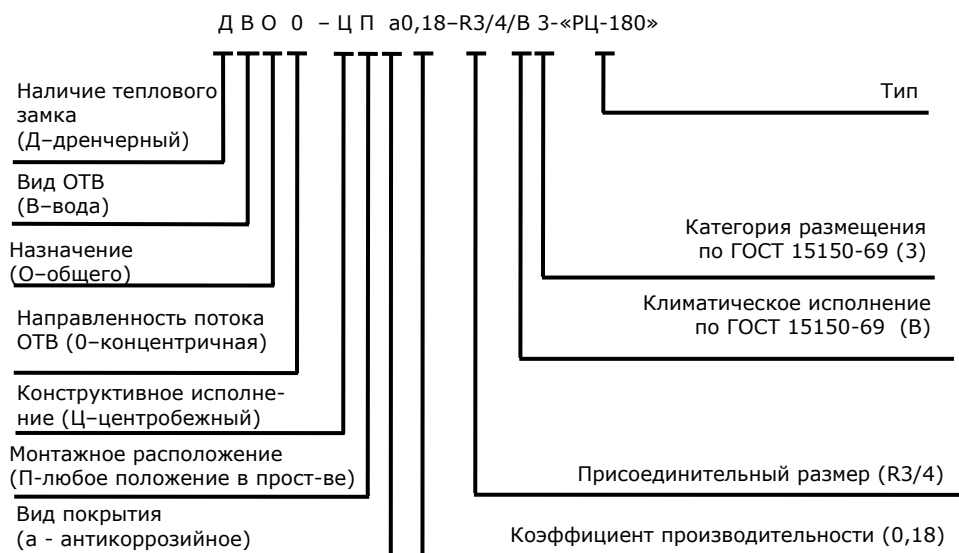 Д В О 0 – Ц П а0,18–R3/4/В 3-«РЦ-180»
Наличие теплового
замка
(Д–дренчерный)
Вид ОТВ
(В–вода)
Назначение
(О–общего)
Направленность потока
ОТВ (0–концентричная)
Конструктивное исполне-
ние (Ц–центробежный)
Монтажное расположение
(П-любое положение в прост-ве)
Вид покрытия
(а - антикоррозийное)
Тип
Категория размещения
по ГОСТ 15150-69 (3)
Климатическое исполнение
по ГОСТ 15150-69 (В)
Присоединительный размер (R3/4)
Коэффициент производительности (0,18)